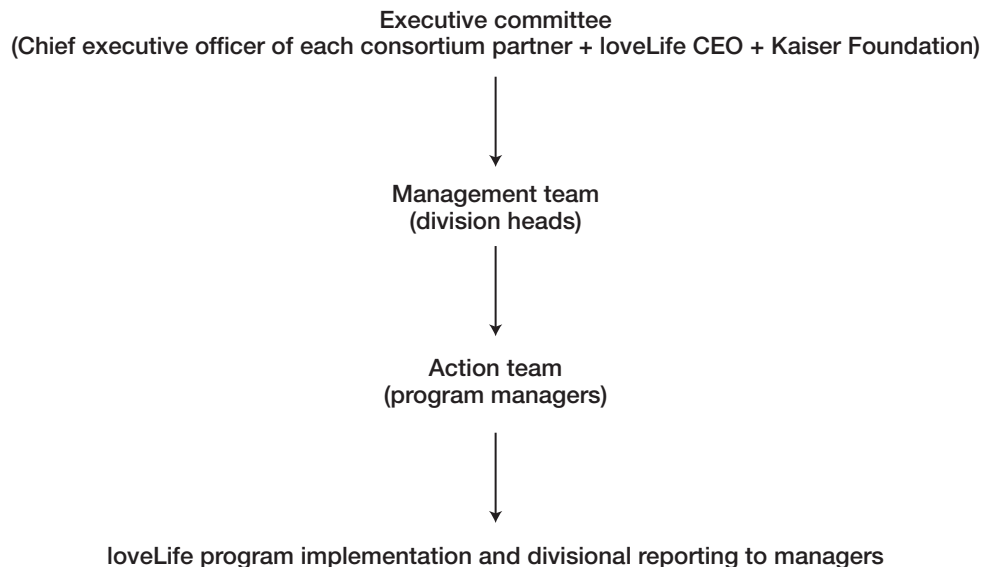 Executive committee
(Chief executive officer of each consortium partner + loveLife CEO + Kaiser Foundation)
Management team
(division heads)
Action team
(program managers)
loveLife program implementation and divisional reporting to managers